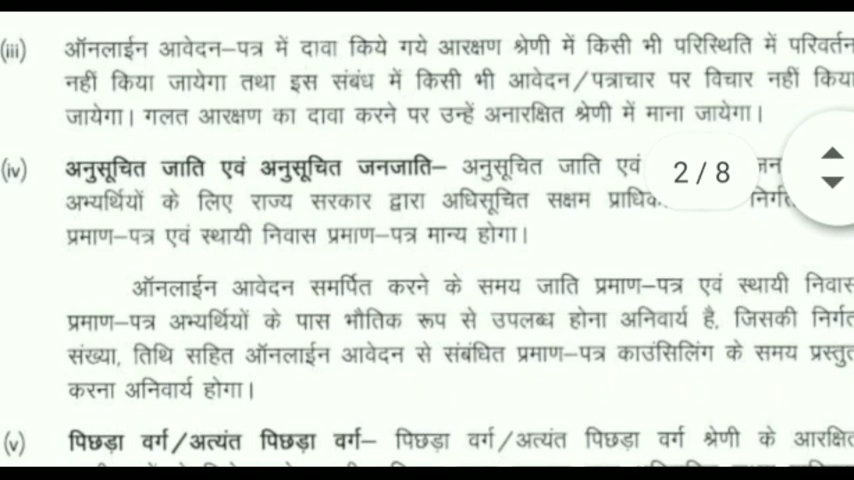 (iii) ऑनलाईन आवेदन–पत्र में दावा किये गये आरक्षण श्रेणी में किसी भी परिस्थिति में परिवर्तन
नहीं किया जायेगा तथा इस संबंध में किसी भी आवेदन/पत्राचार पर विचार नहीं किया
जायेगा। गलत आरक्षण का दावा करने पर उन्हें अनारक्षित श्रेणी में माना जायेगा।
(iv) अनुसूचित जाति एवं अनुसूचित जनजाति– अनुसूचित जाति एवं
2 / 8
अभ्यर्थियों के लिए राज्य सरकार द्वारा अधिसूचित सक्षम
प्रमाण–पत्र एवं स्थायी निवास प्रमाण–पत्र मान्य होगा।
ऑनलाईन आवेदन समर्पित करने के समय जाति प्रमाण–पत्र एवं स्थायी निवास
प्रमाण–पत्र अभ्यर्थियों के पास भौतिक रूप से उपलब्ध होना अनिवार्य है, जिसकी निर्गत
संख्या, तिथि सहित ऑनलाईन आवेदन से संबंधित प्रमाण–पत्र काउंसिलिंग के समय प्रस्तुत
करना अनिवार्य होगा।
(v) पिछड़ा वर्ग/अत्यंत पिछड़ा वर्ग– पिछड़ा वर्ग/अत्यंत पिछड़ा वर्ग श्रेणी के आरक्षित